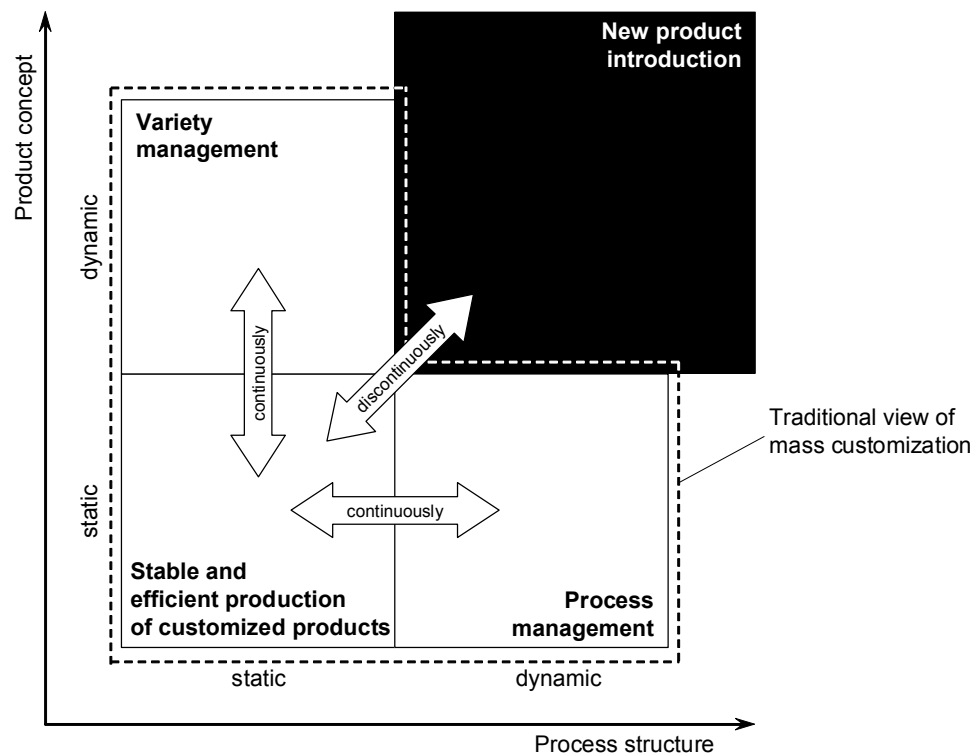 New product
introduction
Product concept
Variety
management
dynamic
continuously
discontinuously
Traditional view of
mass customization
static
continuously
Stable and
efficient production
of customized products
Process
management
static
dynamic
Process structure